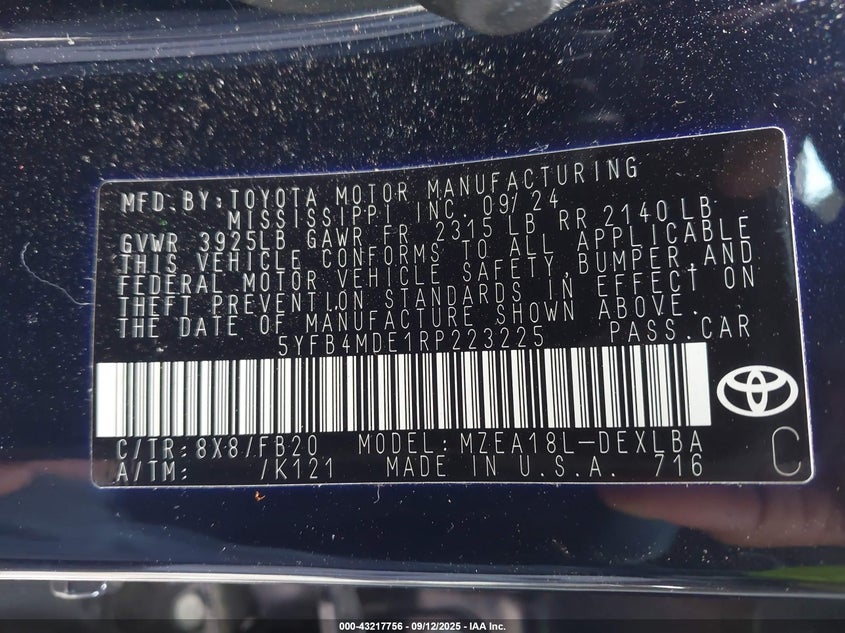 MFD.BY:TOYOTA MOTOR MANUFACTURING
MISSISSIPPI INC. 09/24
GVWR 3925LB GAWR FR 2315 LB RR 2140 LB
THIS VEHICLE CONFORMS TO ALL APPLICABLE
FEDERAL MOTOR VEHICLE SAFETY,BUMPER,AND
THEFT PREVENTION STANDARDS IN EFFECT ON
THE DATE OF MANUFACTURE SHOWN ABOVE.
5YFB4MDE1RP223225 PASS.CAR
C/TR:8X8/FB20 MODEL:MZEA18L-DEXLBA
A/TM: /K121 MADE IN U.S.A. 716
C
000-43217756 - 09/12/2025 - IAA Inc.